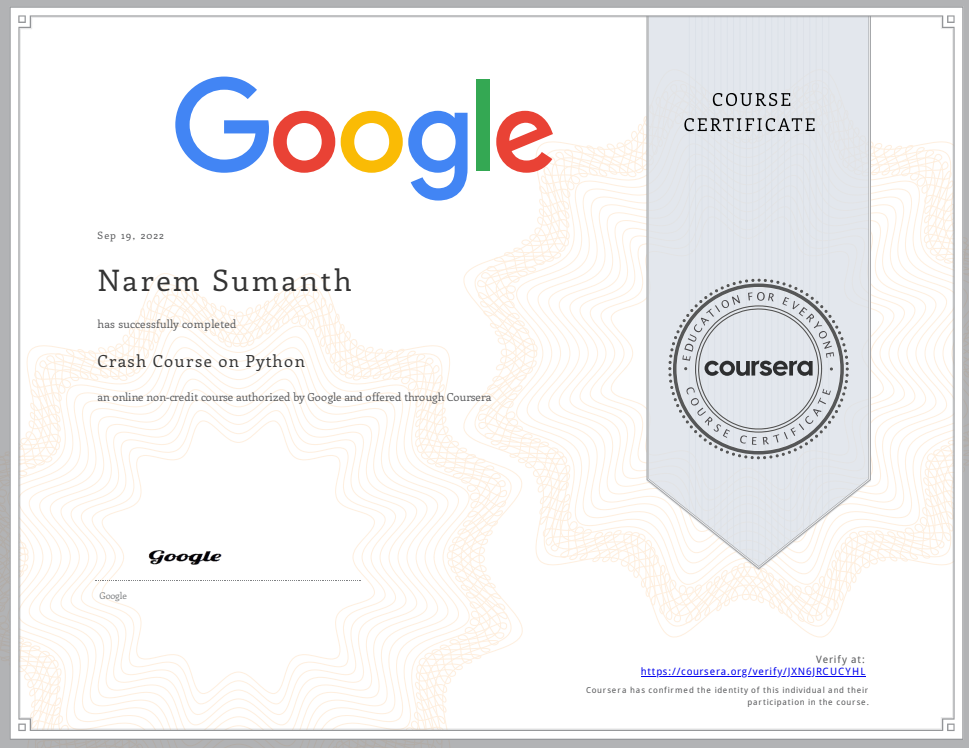 Google
COURSE
CERTIFICATE
Sep 19, 2022
Narem Sumanth
has successfully completed
Crash Course on Python
an online non-credit course authorized by Google and offered through Coursera
EDUCATION FOR EVERYONE
coursera
COURSE CERTIFICATE
Google
Google
Verify at:
https://coursera.org/verify/JXN6JRCUCYHL
Coursera has confirmed the identity of this individual and their
participation in the course.